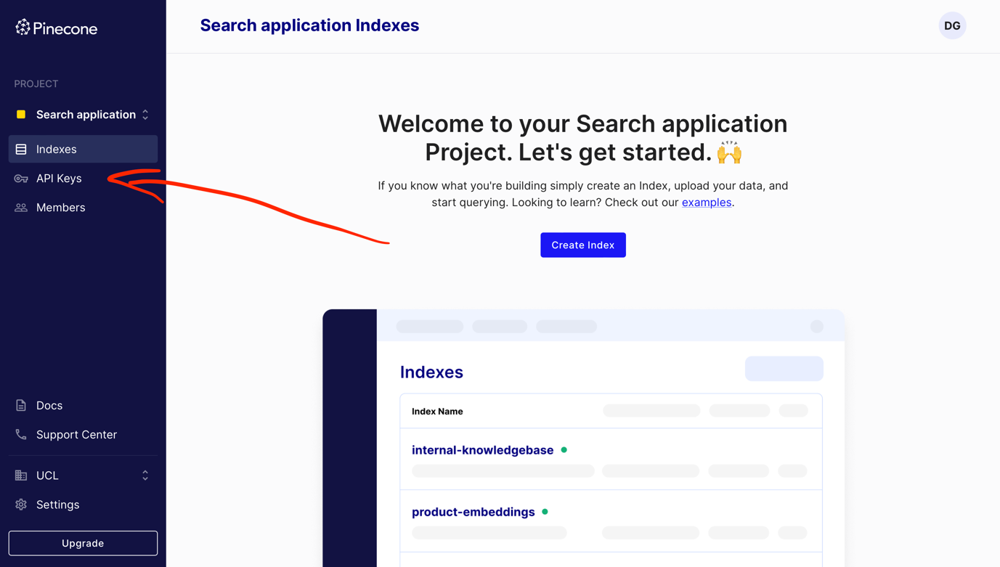 Pinecone
Search application Indexes
DG
PROJECT
Search application
Indexes
API Keys
Members
Welcome to your Search application
Project. Let's get started. 🙌
If you know what you're building simply create an Index, upload your data, and
start querying. Looking to learn? Check out our examples.
Create Index
Indexes
Index Name
internal-knowledgebase
product-embeddings
Docs
Support Center
UCL
Settings
Upgrade